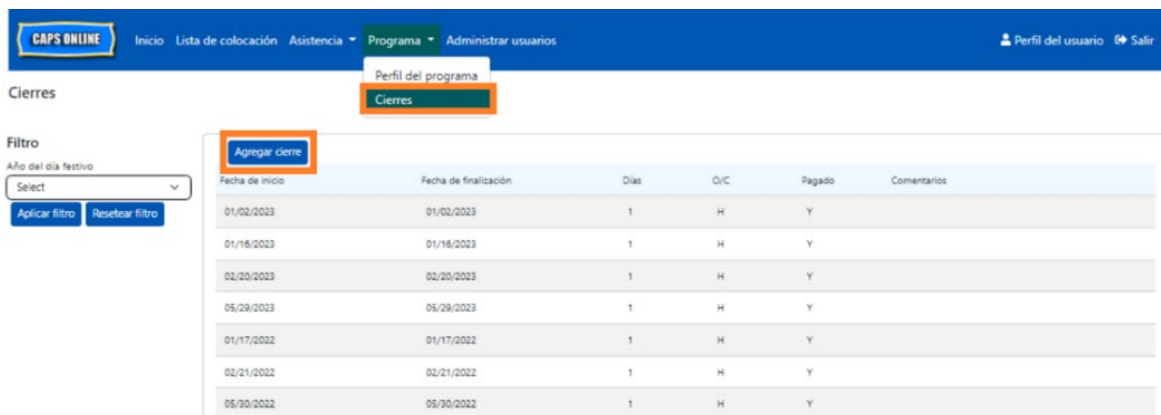 CAPS ONLINE Inicio Lista de colocación Asistencia Programa Administrar usuarios Perfil del usuario Salir
Perfil del programa
Cierres
Cierres
Filtro
Año del día festivo
Select
Aplicar filtro Resetear filtro
Agregar cierre
Fecha de inicio Fecha de finalización Días O/C Pagado Comentarios
01/02/2023 01/02/2023 1 H Y
01/16/2023 01/16/2023 1 H Y
02/20/2023 02/20/2023 1 H Y
05/29/2023 05/29/2023 1 H Y
01/17/2022 01/17/2022 1 H Y
02/21/2022 02/21/2022 1 H Y
05/30/2022 05/30/2022 1 H Y